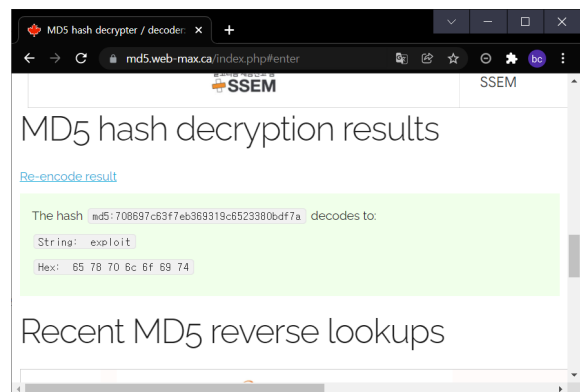 MD5 hash decrypter / decoder:
md5.web-max.ca/index.php#enter
bc
SSEM
SSEM
MD5 hash decryption results
Re-encode result
The hash md5:708697c63f7eb369319c6523380bdf7a decodes to:
String: exploit
Hex: 65 78 70 6c 6f 69 74
Recent MD5 reverse lookups